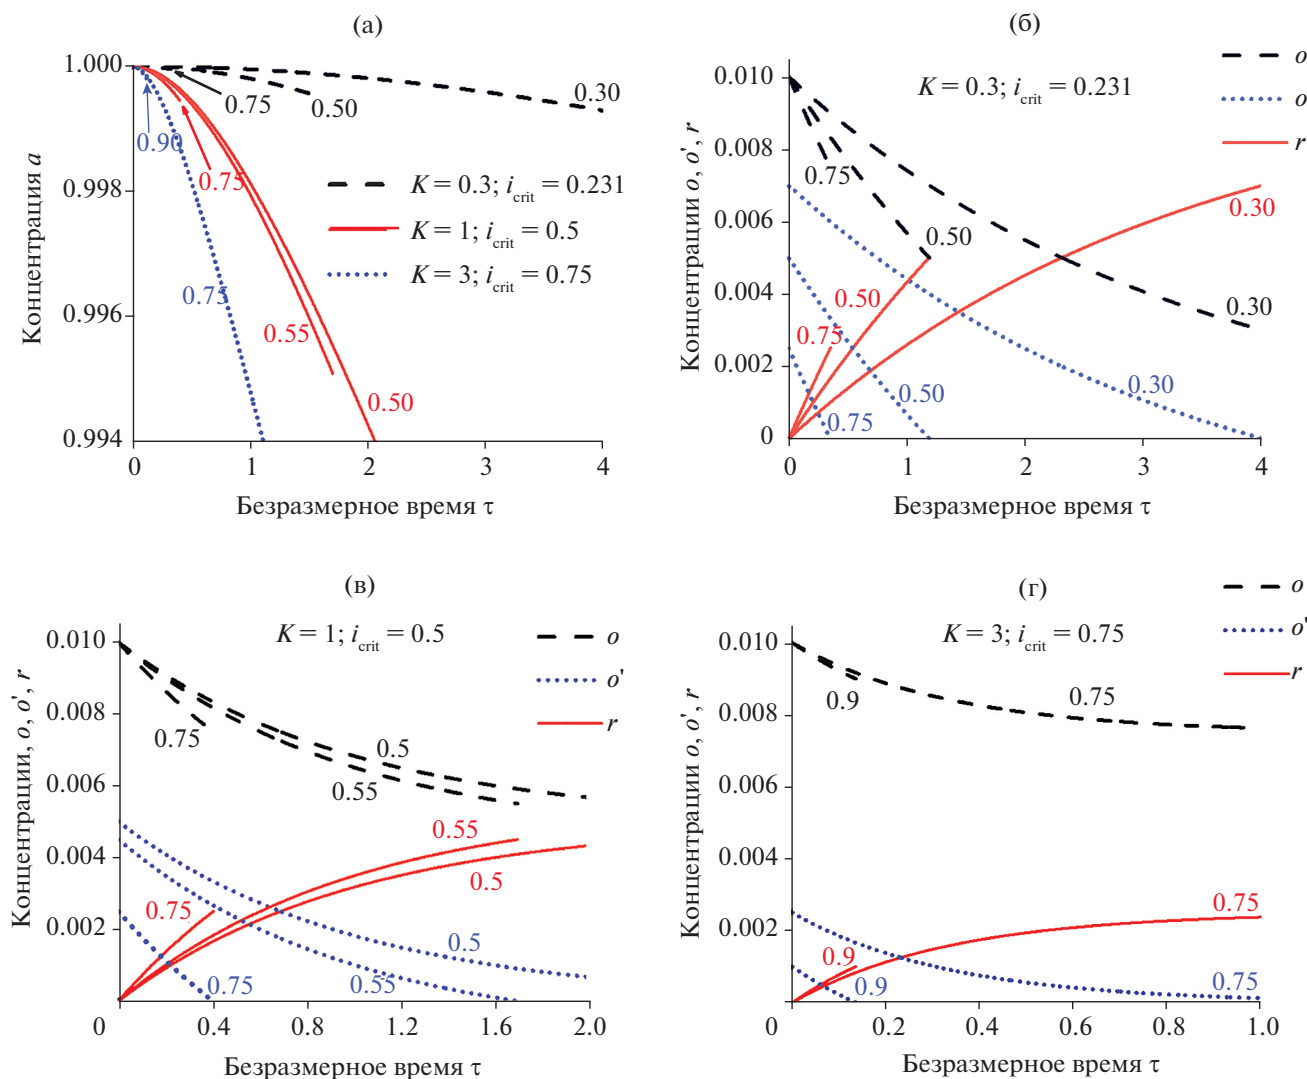 (а)
1.000
0.998
0.996
0.994
Концентрация a
0.75
0.50
0.30
0.90
0.75
K = 0.3; i_crit = 0.231
K = 1; i_crit = 0.5
K = 3; i_crit = 0.75
0.75
0.55
0.50
0 1 2 3 4
Безразмерное время τ
(б)
o
o
r
K = 0.3; i_crit = 0.231
0.010
0.008
0.006
0.004
0.002
0
Концентрации o, o', r
0.75
0.50
0.30
0.30
0.50
0.75
0.30
0.50
0.75
0 1 2 3 4
Безразмерное время τ
(в)
K = 1; i_crit = 0.5
o
o'
r
0.010
0.008
0.006
0.004
0.002
Концентрации, o, o', r
0.75
0.5
0.55
0.55
0.5
0.75
0.5
0.55
0.75
0 0.4 0.8 1.2 1.6 2.0
Безразмерное время τ
(г)
K = 3; i_crit = 0.75
o
o'
r
0.010
0.008
0.006
0.004
0.002
0
Концентрации o, o', r
0.9
0.75
0.75
0.9
0.9
0.75
0.2 0.4 0.6 0.8 1.0
Безразмерное время τ